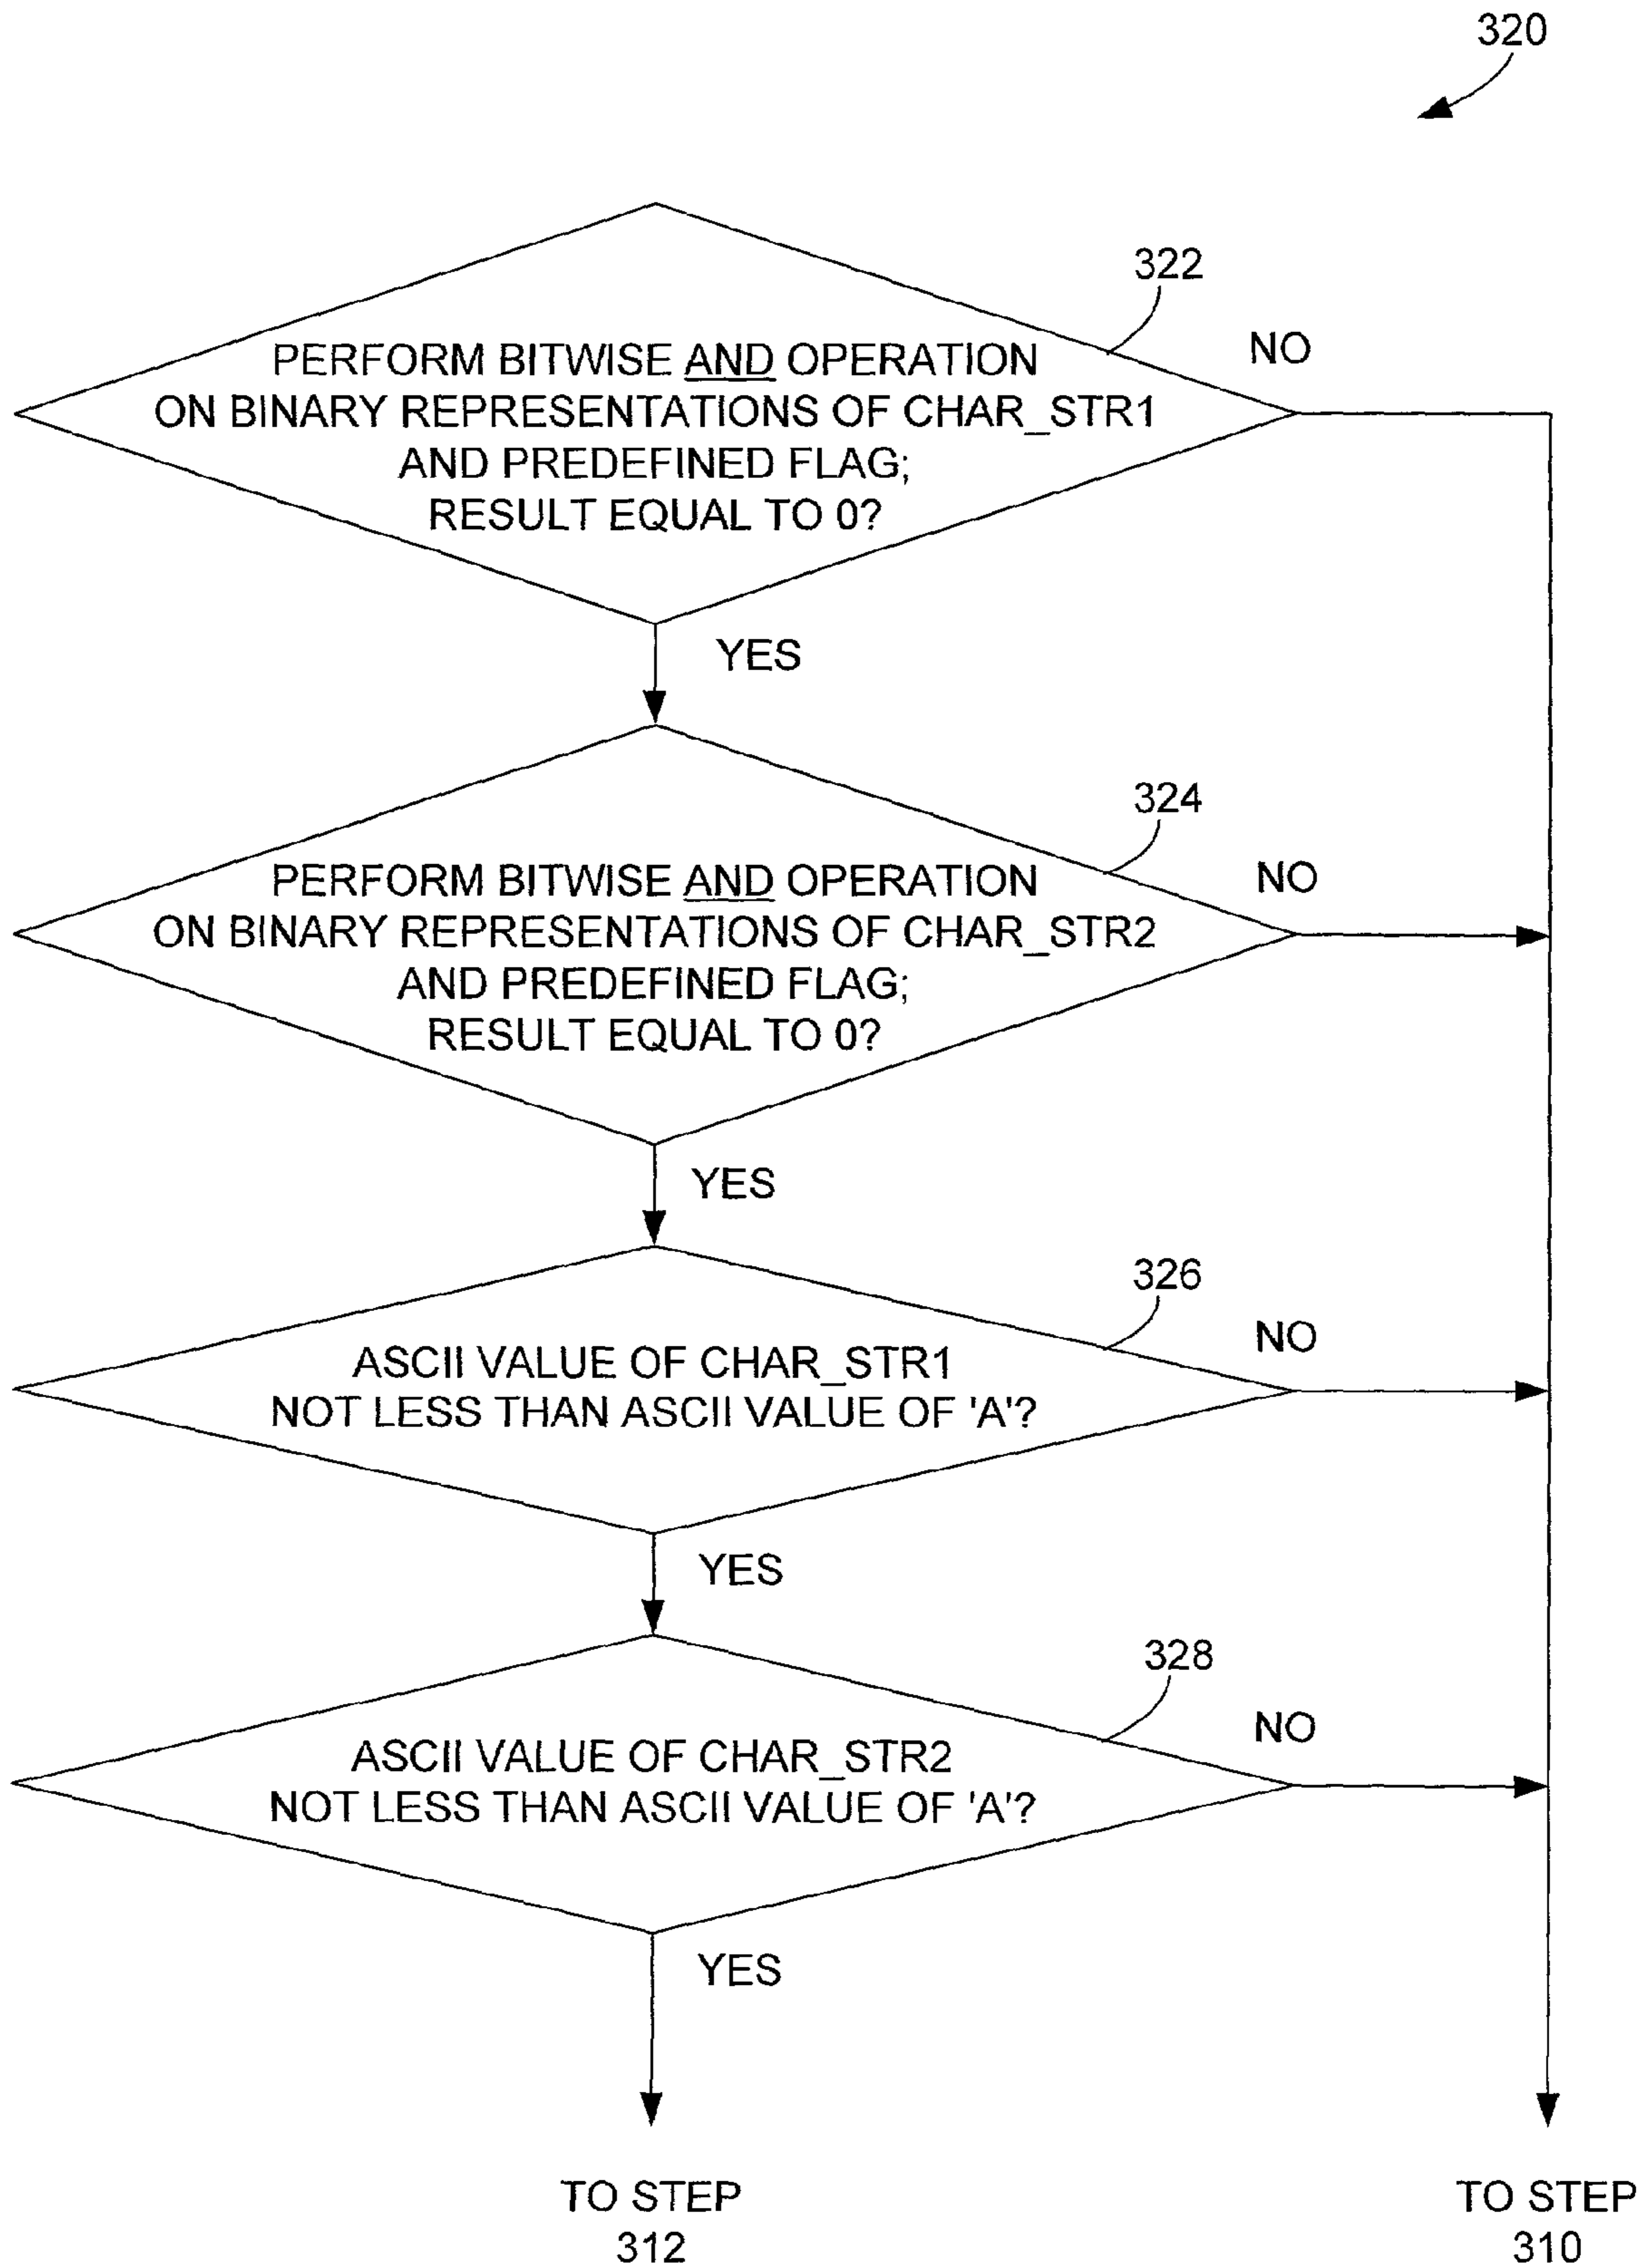 320
322
NO
PERFORM BITWISE AND OPERATION
ON BINARY REPRESENTATIONS OF CHAR_STR1
AND PREDEFINED FLAG;
RESULT EQUAL TO 0?
YES
324
NO
PERFORM BITWISE AND OPERATION
ON BINARY REPRESENTATIONS OF CHAR_STR2
AND PREDEFINED FLAG;
RESULT EQUAL TO 0?
YES
326
NO
ASCII VALUE OF CHAR_STR1
NOT LESS THAN ASCII VALUE OF 'A'?
YES
328
NO
ASCII VALUE OF CHAR_STR2
NOT LESS THAN ASCII VALUE OF 'A'?
YES
TO STEP
312
TO STEP
310